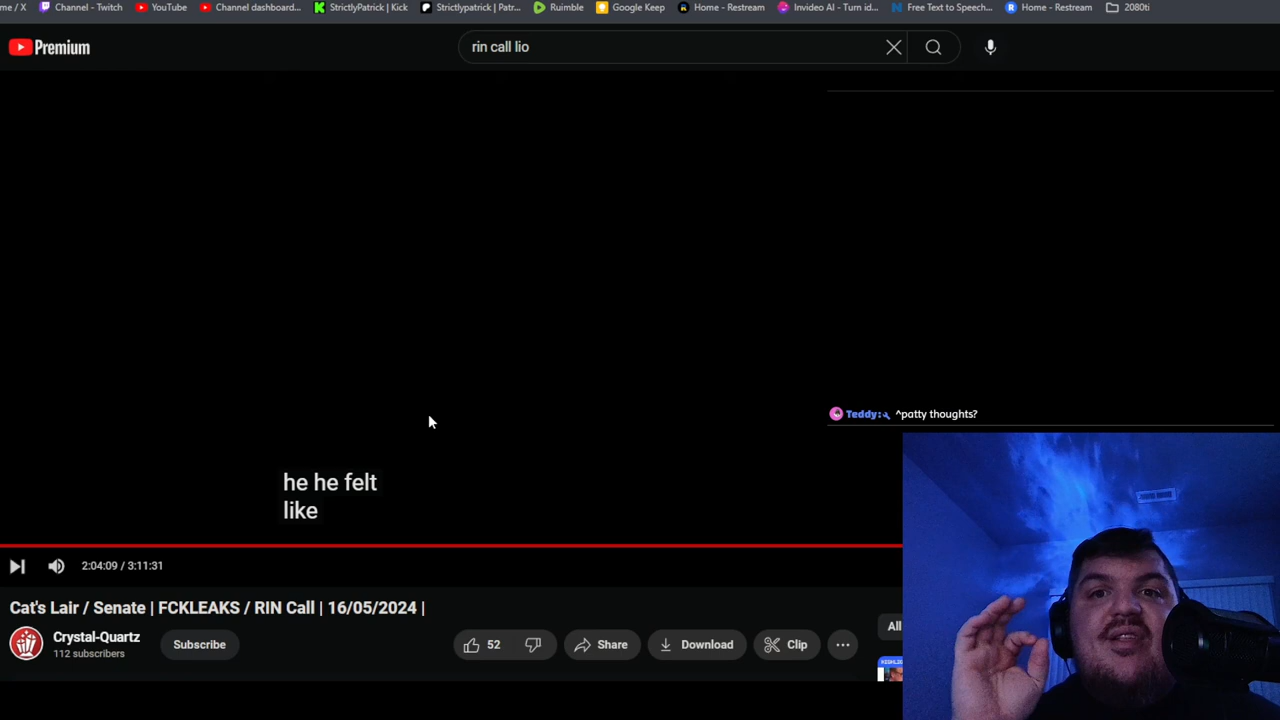 me / X
Channel - Twitch
YouTube
Channel dashboard...
StrictlyPatrick | Kick
Strictlypatrick | Patr...
Rumble
Google Keep
Home - Restream
Invideo AI - Turn id...
Free Text to Speech...
Home - Restream
2080ti
Premium
rin call lio
Teddy: ^patty thoughts?
he he felt
like
2:04:09 / 3:11:31
Cat's Lair / Senate | FCKLEAKS / RIN Call | 16/05/2024 |
Crystal-Quartz
112 subscribers
Subscribe
52
Share
Download
Clip
All